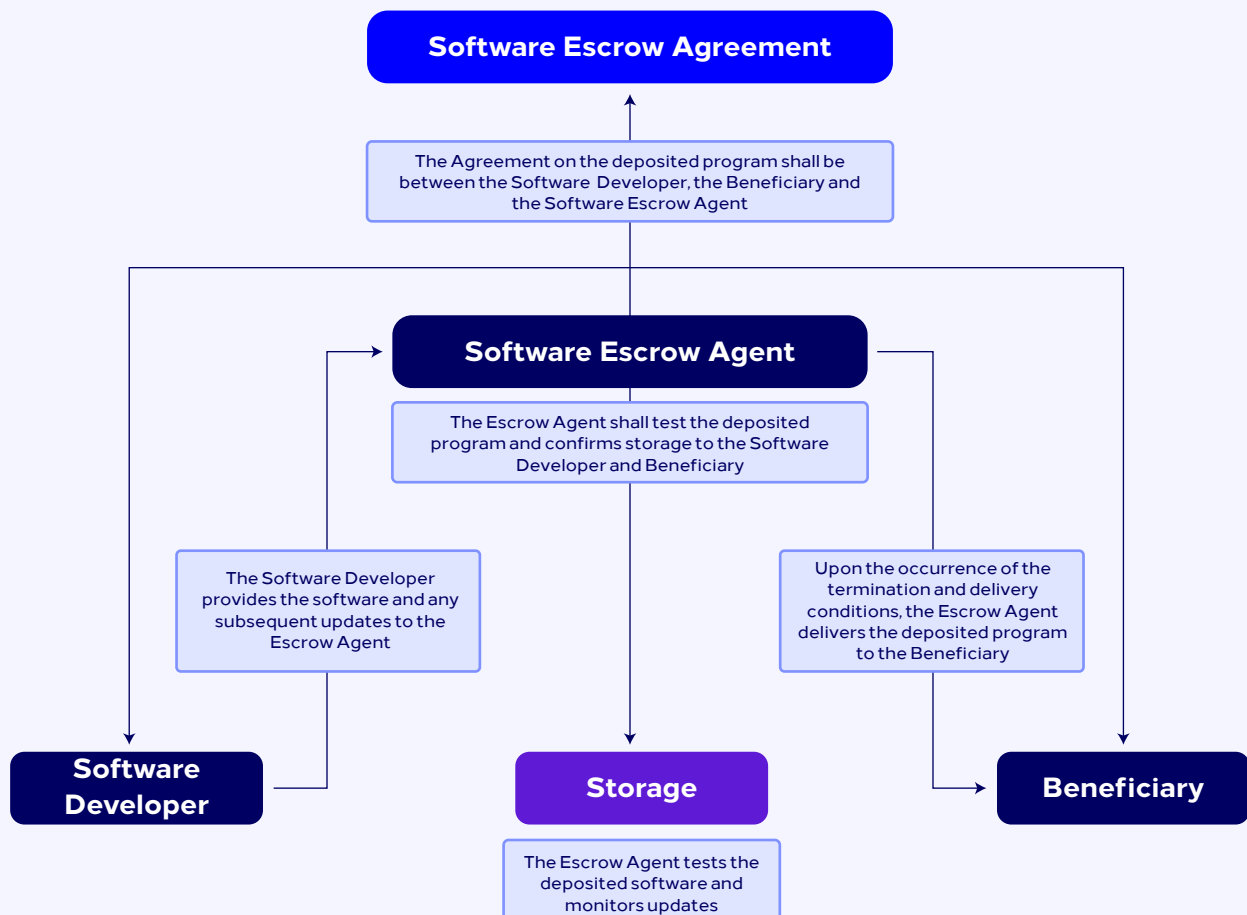 Software Escrow Agreement
The Agreement on the deposited program shall be
between the Software Developer, the Beneficiary and
the Software Escrow Agent
Software Escrow Agent
The Escrow Agent shall test the deposited
program and confirms storage to the Software
Developer and Beneficiary
The Software Developer
provides the software and any
subsequent updates to the
Escrow Agent
Upon the occurrence of the
termination and delivery
conditions, the Escrow Agent
delivers the deposited program
to the Beneficiary
Software
Developer
Storage
Beneficiary
The Escrow Agent tests the
deposited software and
monitors updates